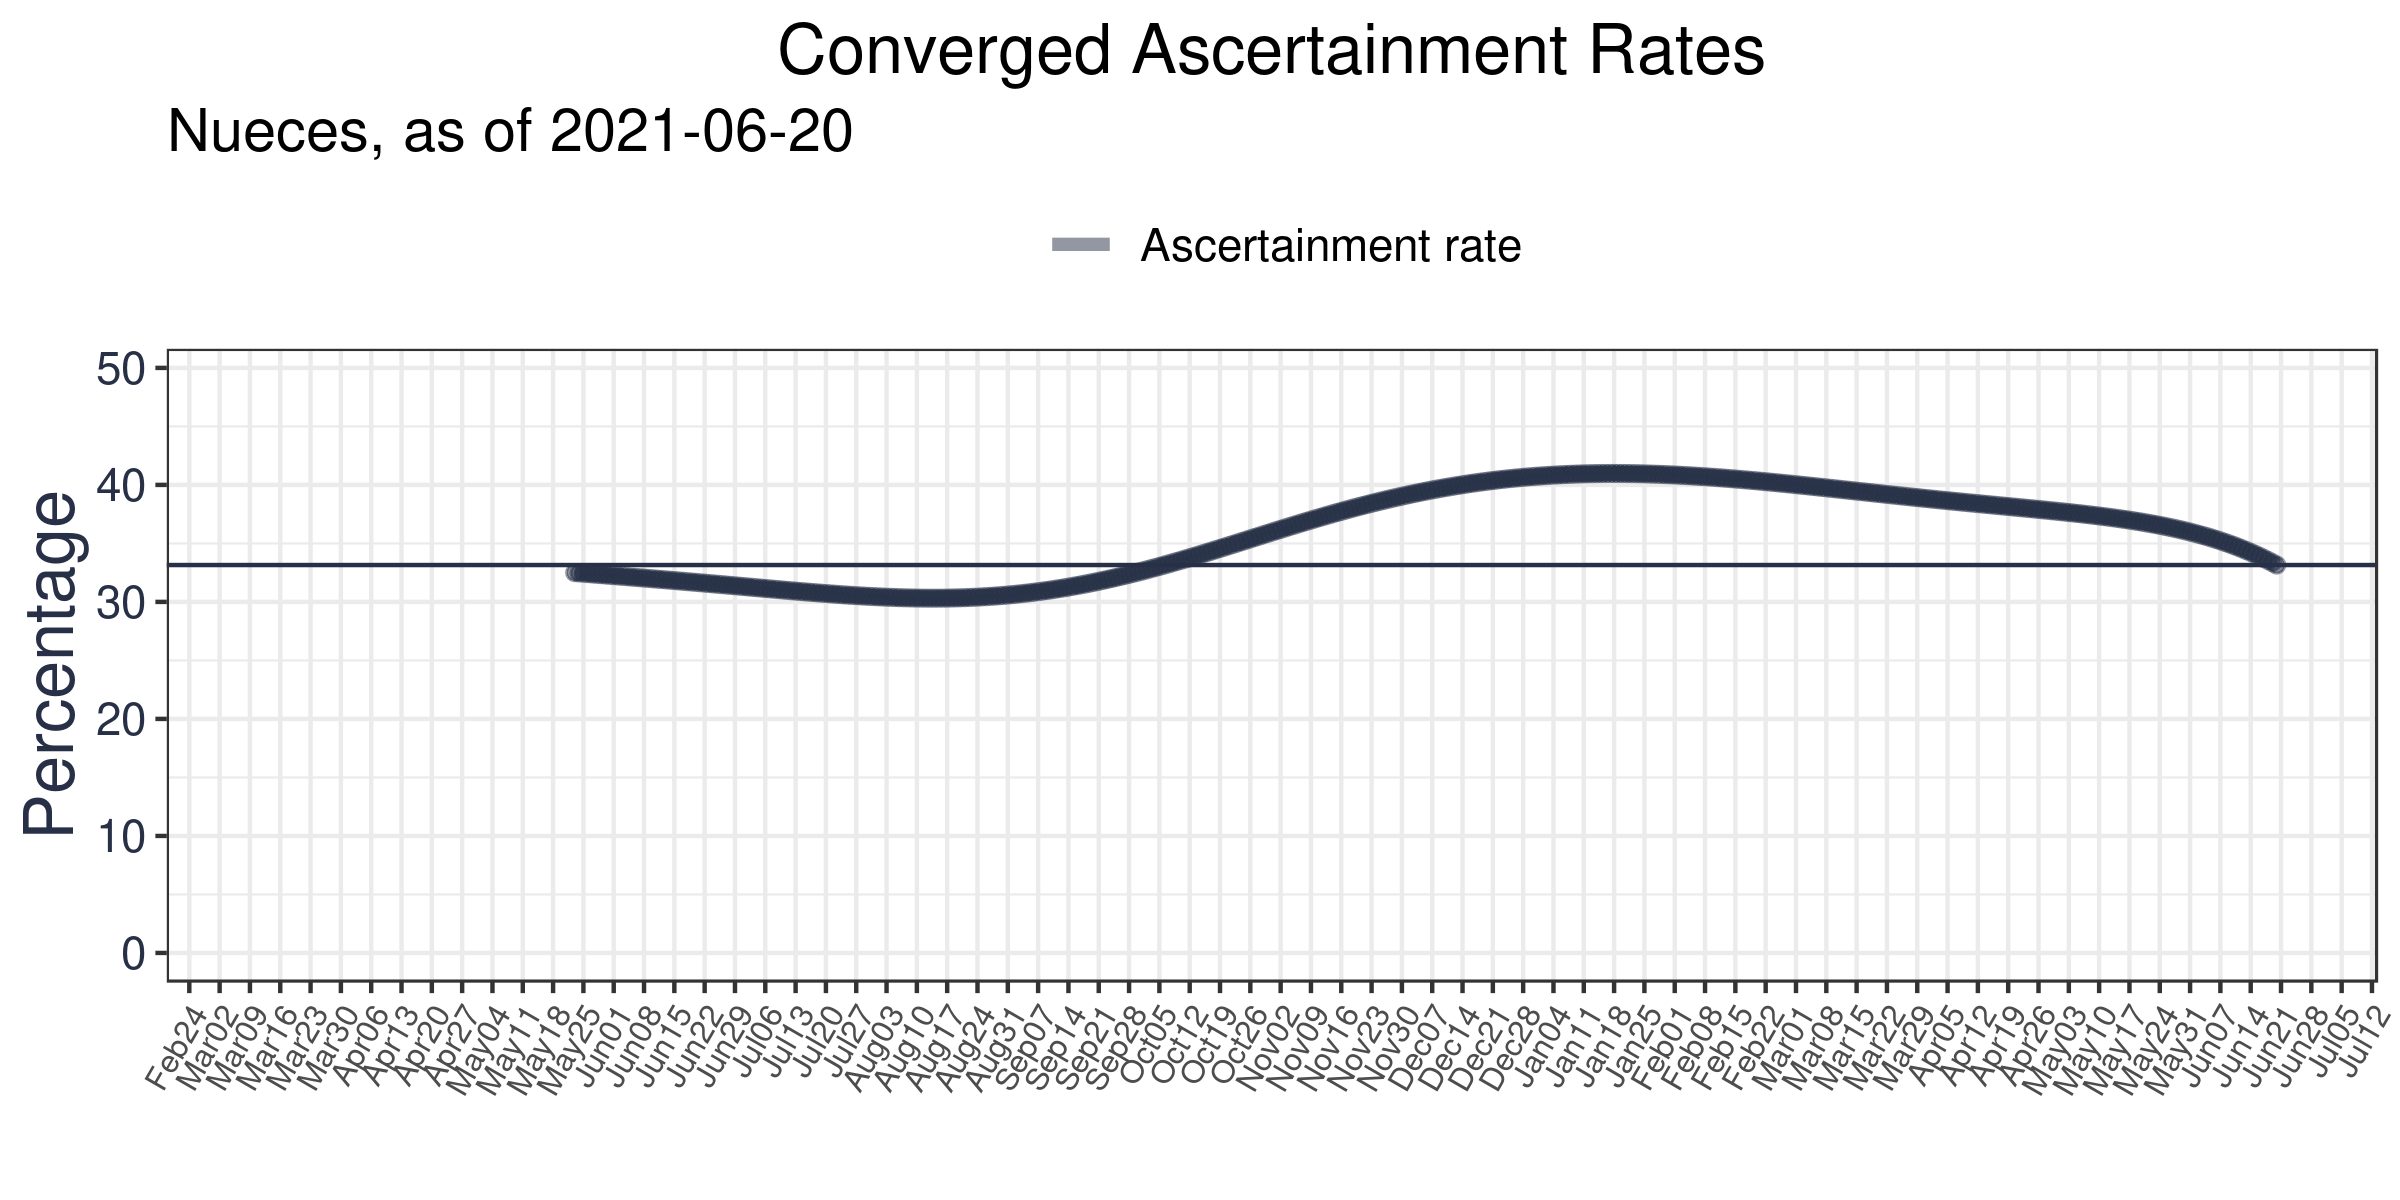 Converged Ascertainment Rates
Nueces, as of 2021-06-20
Ascertainment rate
Percentage
50
40
30
20
10
0
Feb24 Mar02 Mar09 Mar16 Mar23 Mar30 Apr06 Apr13 Apr20 Apr27 May04 May11 May18 May25 Jun01 Jun08 Jun15 Jun22 Jun29 Jul06 Jul13 Jul20 Jul27 Aug03 Aug10 Aug17 Aug24 Aug31 Sep07 Sep14 Sep21 Sep28 Oct05 Oct12 Oct19 Oct26 Nov02 Nov09 Nov16 Nov23 Nov30 Dec07 Dec14 Dec21 Dec28 Jan04 Jan11 Jan18 Jan25 Feb01 Feb08 Feb15 Feb22 Mar01 Mar08 Mar15 Mar22 Mar29 Apr05 Apr12 Apr19 Apr26 May03 May10 May17 May24 May31 Jun07 Jun14 Jun21 Jun28 Jul05 Jul12